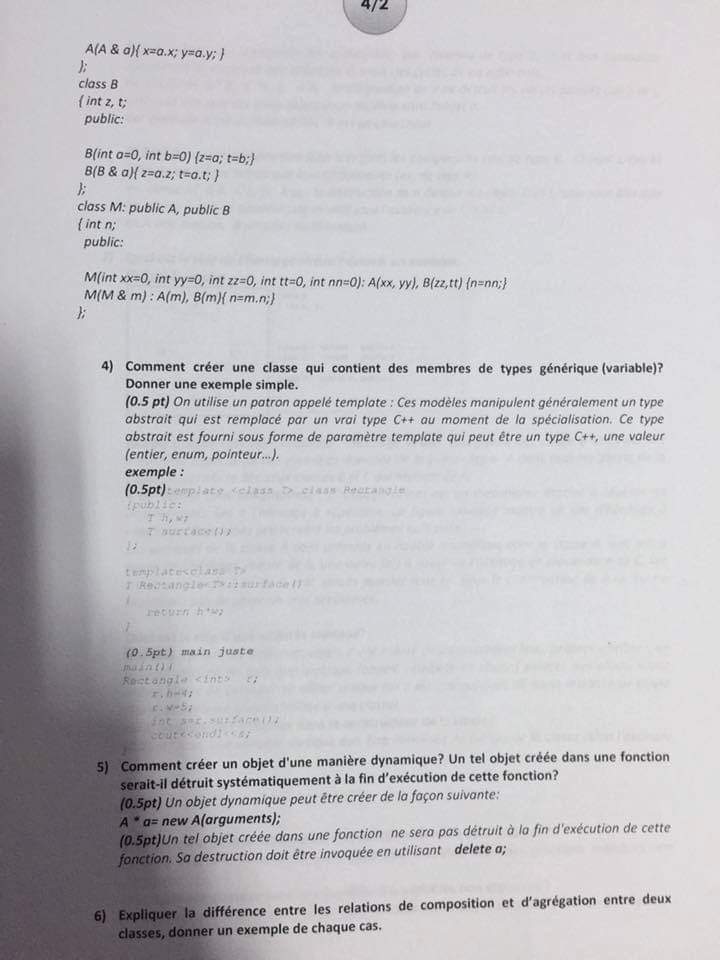 4/2
A(A & a){ x=a.x; y=a.y; }
};
class B
{ int z, t;
public:
B(int a=0, int b=0) {z=a; t=b;}
B(B & a){ z=a.z; t=a.t; }
};
class M: public A, public B
{ int n;
public:
M(int xx=0, int yy=0, int zz=0, int tt=0, int nn=0): A(xx, yy), B(zz,tt) {n=nn;}
M(M & m) : A(m), B(m){ n=m.n;}
};
4) Comment créer une classe qui contient des membres de types générique (variable)?
Donner une exemple simple.
(0.5 pt) On utilise un patron appelé template : Ces modèles manipulent généralement un type
abstrait qui est remplacé par un vrai type C++ au moment de la spécialisation. Ce type
abstrait est fourni sous forme de paramètre template qui peut être un type C++, une valeur
(entier, enum, pointeur...).
exemple :
(0.5pt)template <class T> class Rectangle
{public:
T h,w;
T surface();
};
template<class T>
T Rectangle<T>::surface()
{
return h*w;
}
(0.5pt) main juste
main(){
Rectangle <int> r;
r.h=4;
r.w=5;
int s=r.surface();
cout<<endl<<s;
5) Comment créer un objet d'une manière dynamique? Un tel objet créée dans une fonction
serait-il détruit systématiquement à la fin d'exécution de cette fonction?
(0.5pt) Un objet dynamique peut être créer de la façon suivante:
A * a= new A(arguments);
(0.5pt)Un tel objet créée dans une fonction ne sera pas détruit à la fin d'exécution de cette
fonction. Sa destruction doit être invoquée en utilisant delete a;
6) Expliquer la différence entre les relations de composition et d'agrégation entre deux
classes, donner un exemple de chaque cas.